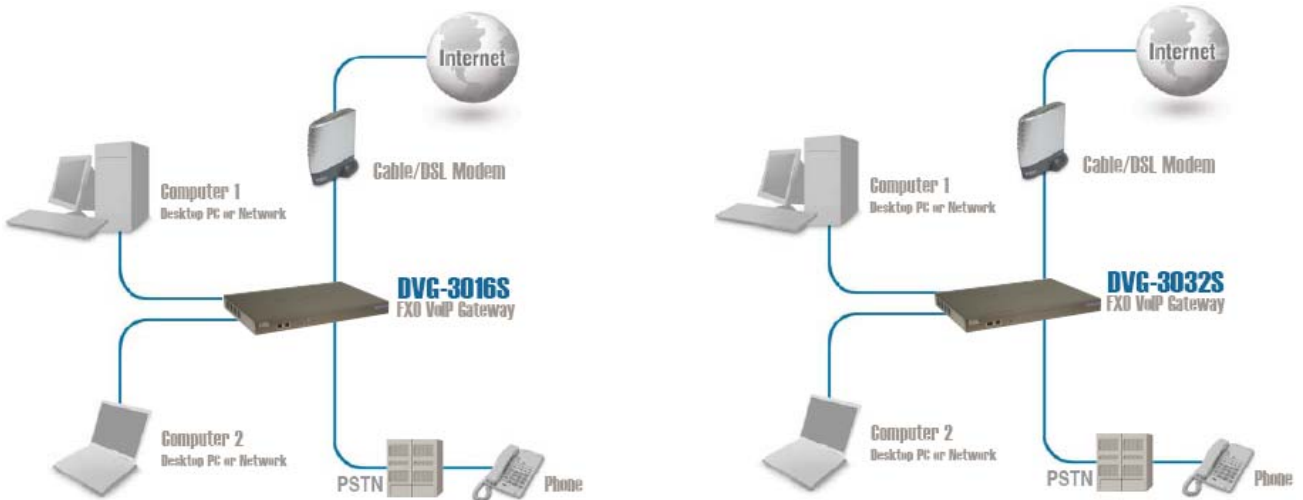 Internet
Cable/DSL Modem
Computer 1
Desktop PC or Network
DVG-3016S
FXO VoIP Gateway
Computer 2
Desktop PC or Network
PSTN
Phone
Internet
Cable/DSL Modem
Computer 1
Desktop PC or Network
DVG-3032S
FXO VoIP Gateway
Computer 2
Desktop PC or Network
PSTN
Phone